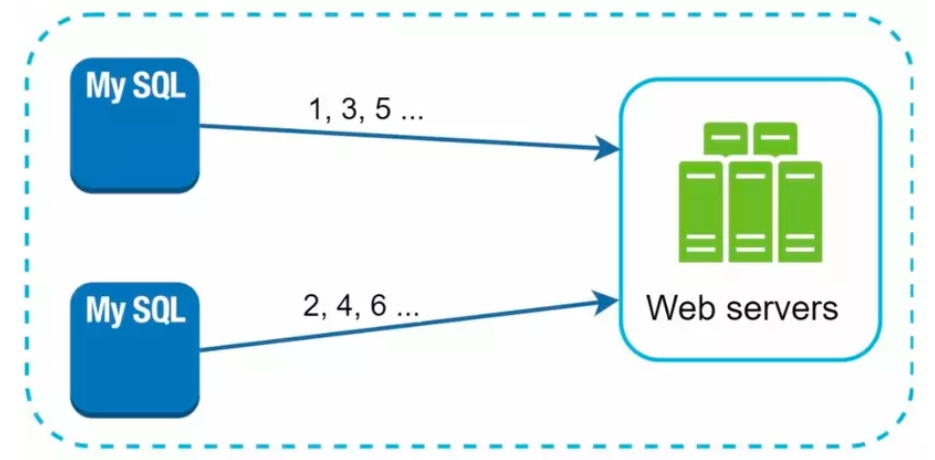 My SQL
1, 3, 5 ...
My SQL
2, 4, 6 ...
Web servers